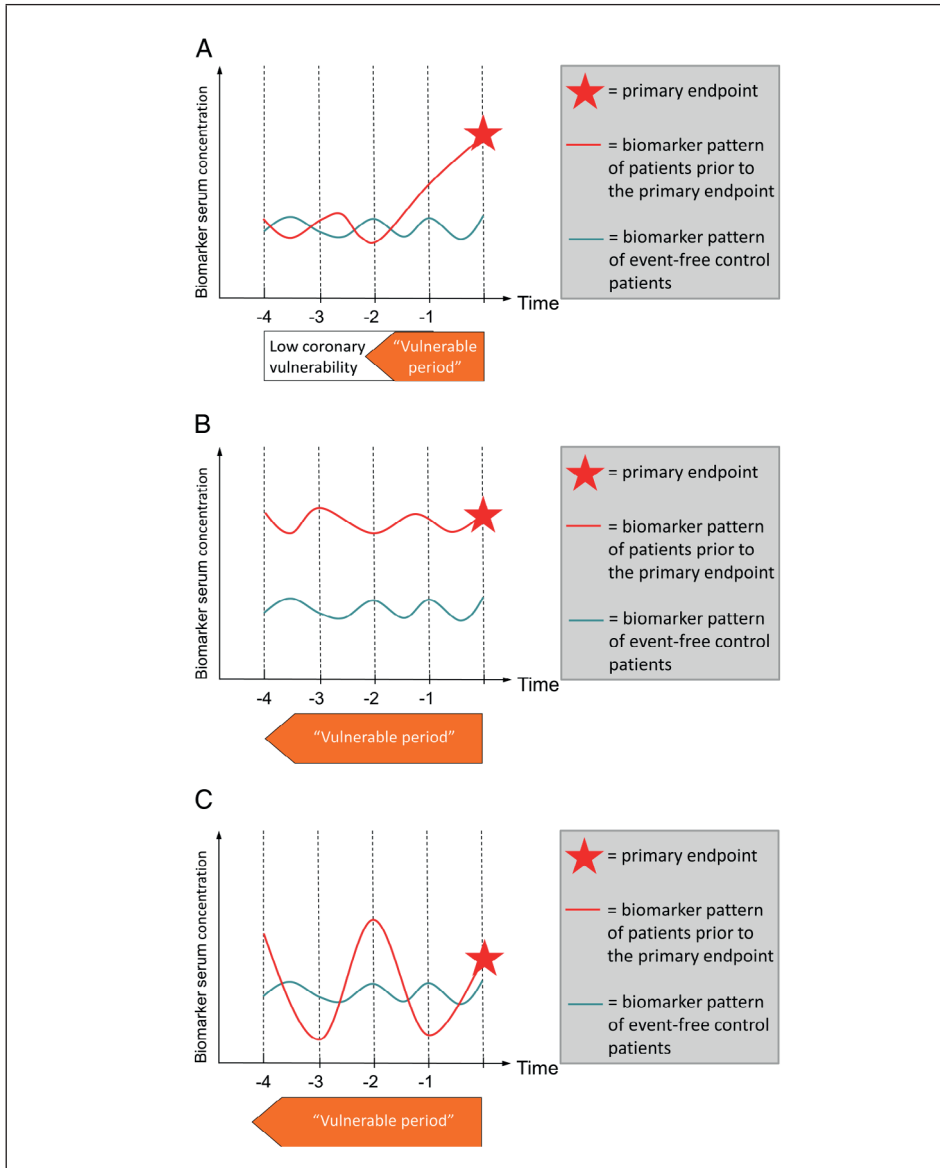 A
Biomarker serum concentration
-4
-3
-2
-1
Time
Low coronary
vulnerability
“Vulnerable
period”
= primary endpoint
= biomarker pattern
of patients prior to
the primary endpoint
= biomarker pattern
of event-free control
patients
B
Biomarker serum concentration
-4
-3
-2
-1
Time
“Vulnerable period”
= primary endpoint
= biomarker pattern
of patients prior to
the primary endpoint
= biomarker pattern
of event-free control
patients
C
Biomarker serum concentration
-4
-3
-2
-1
Time
“Vulnerable period”
= primary endpoint
= biomarker pattern
of patients prior to
the primary endpoint
= biomarker pattern
of event-free control
patients